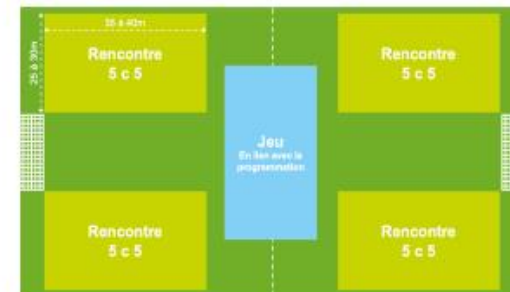 35 à 40m
25 à 30m
Rencontre
5 c 5
Rencontre
5 c 5
Jeu
En lien avec la
programmation
Rencontre
5 c 5
Rencontre
5 c 5